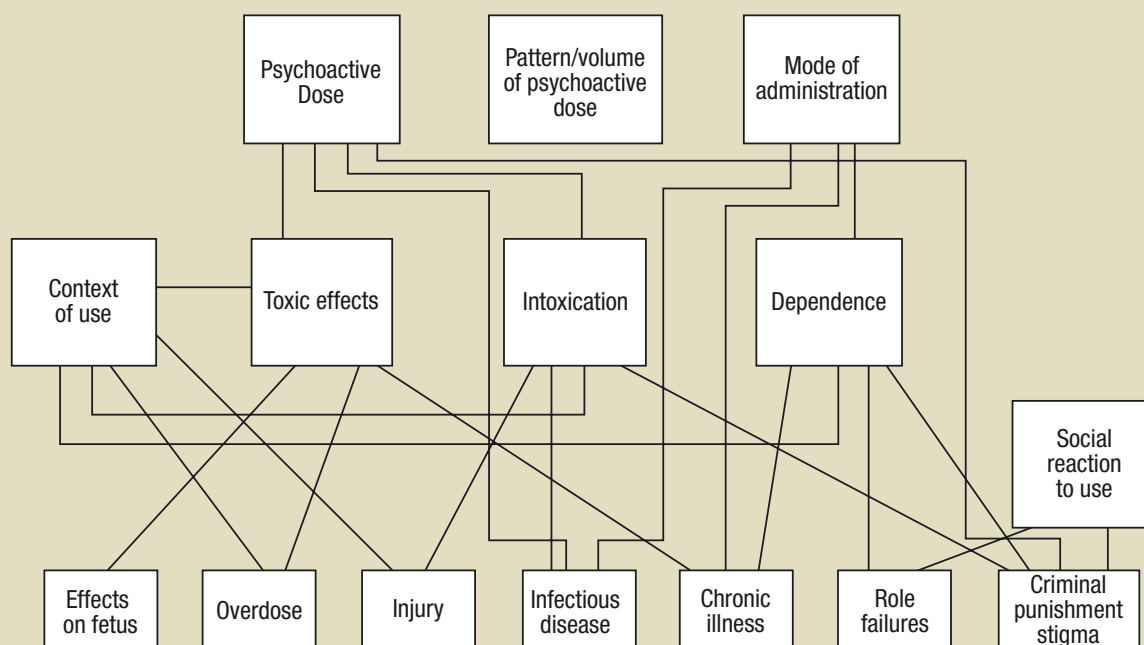 Psychoactive
Dose
Pattern/volume
of psychoactive
dose
Mode of
administration
Context
of use
Toxic effects
Intoxication
Dependence
Social
reaction
to use
Effects
on fetus
Overdose
Injury
Infectious
disease
Chronic
illness
Role
failures
Criminal
punishment
stigma